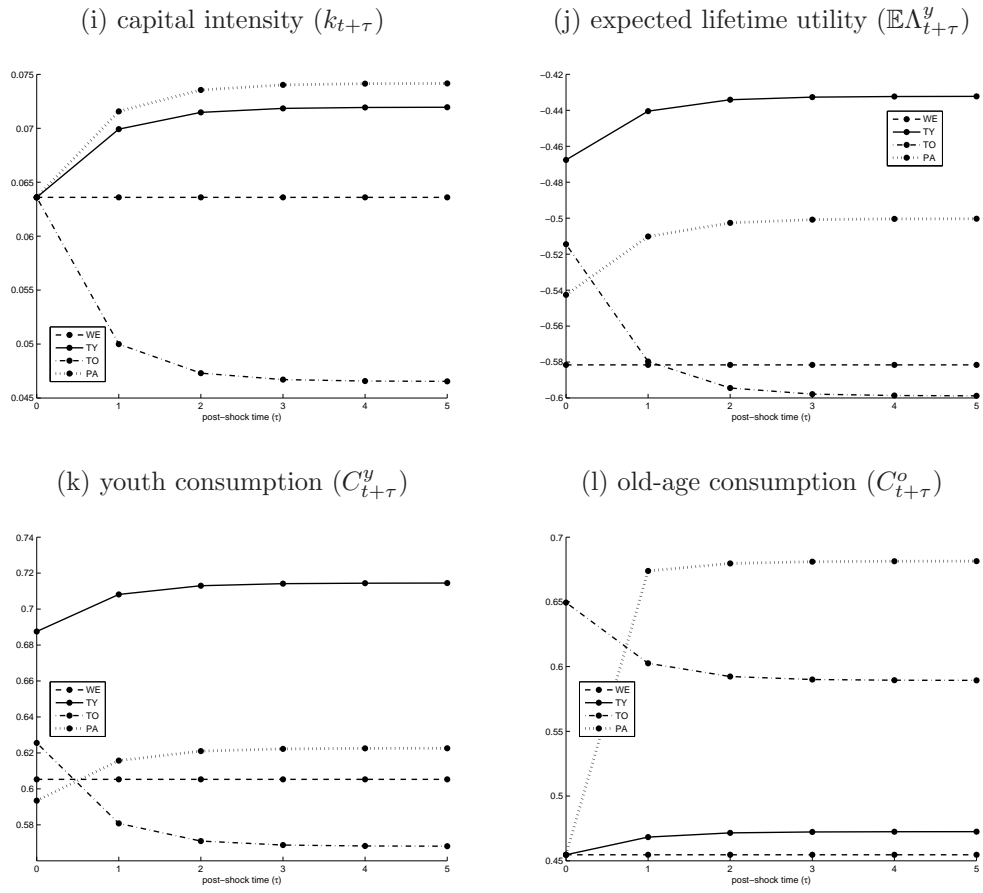 (i) capital intensity (k_{t+τ})
0.075
0.07
0.065
0.06
0.055
0.05
0.045
WE
TY
TO
PA
0 1 2 3 4 5
post−shock time (τ)
(j) expected lifetime utility (𝔼Λ^y_{t+τ})
−0.42
−0.44
−0.46
−0.48
−0.5
−0.52
−0.54
−0.56
−0.58
−0.6
WE
TY
TO
PA
0 1 2 3 4 5
post−shock time (τ)
(k) youth consumption (C^y_{t+τ})
0.74
0.72
0.7
0.68
0.66
0.64
0.62
0.6
0.58
WE
TY
TO
PA
0 1 2 3 4 5
post−shock time (τ)
(l) old-age consumption (C^o_{t+τ})
0.7
0.65
0.6
0.55
0.5
0.45
WE
TY
TO
PA
0 1 2 3 4 5
post−shock time (τ)